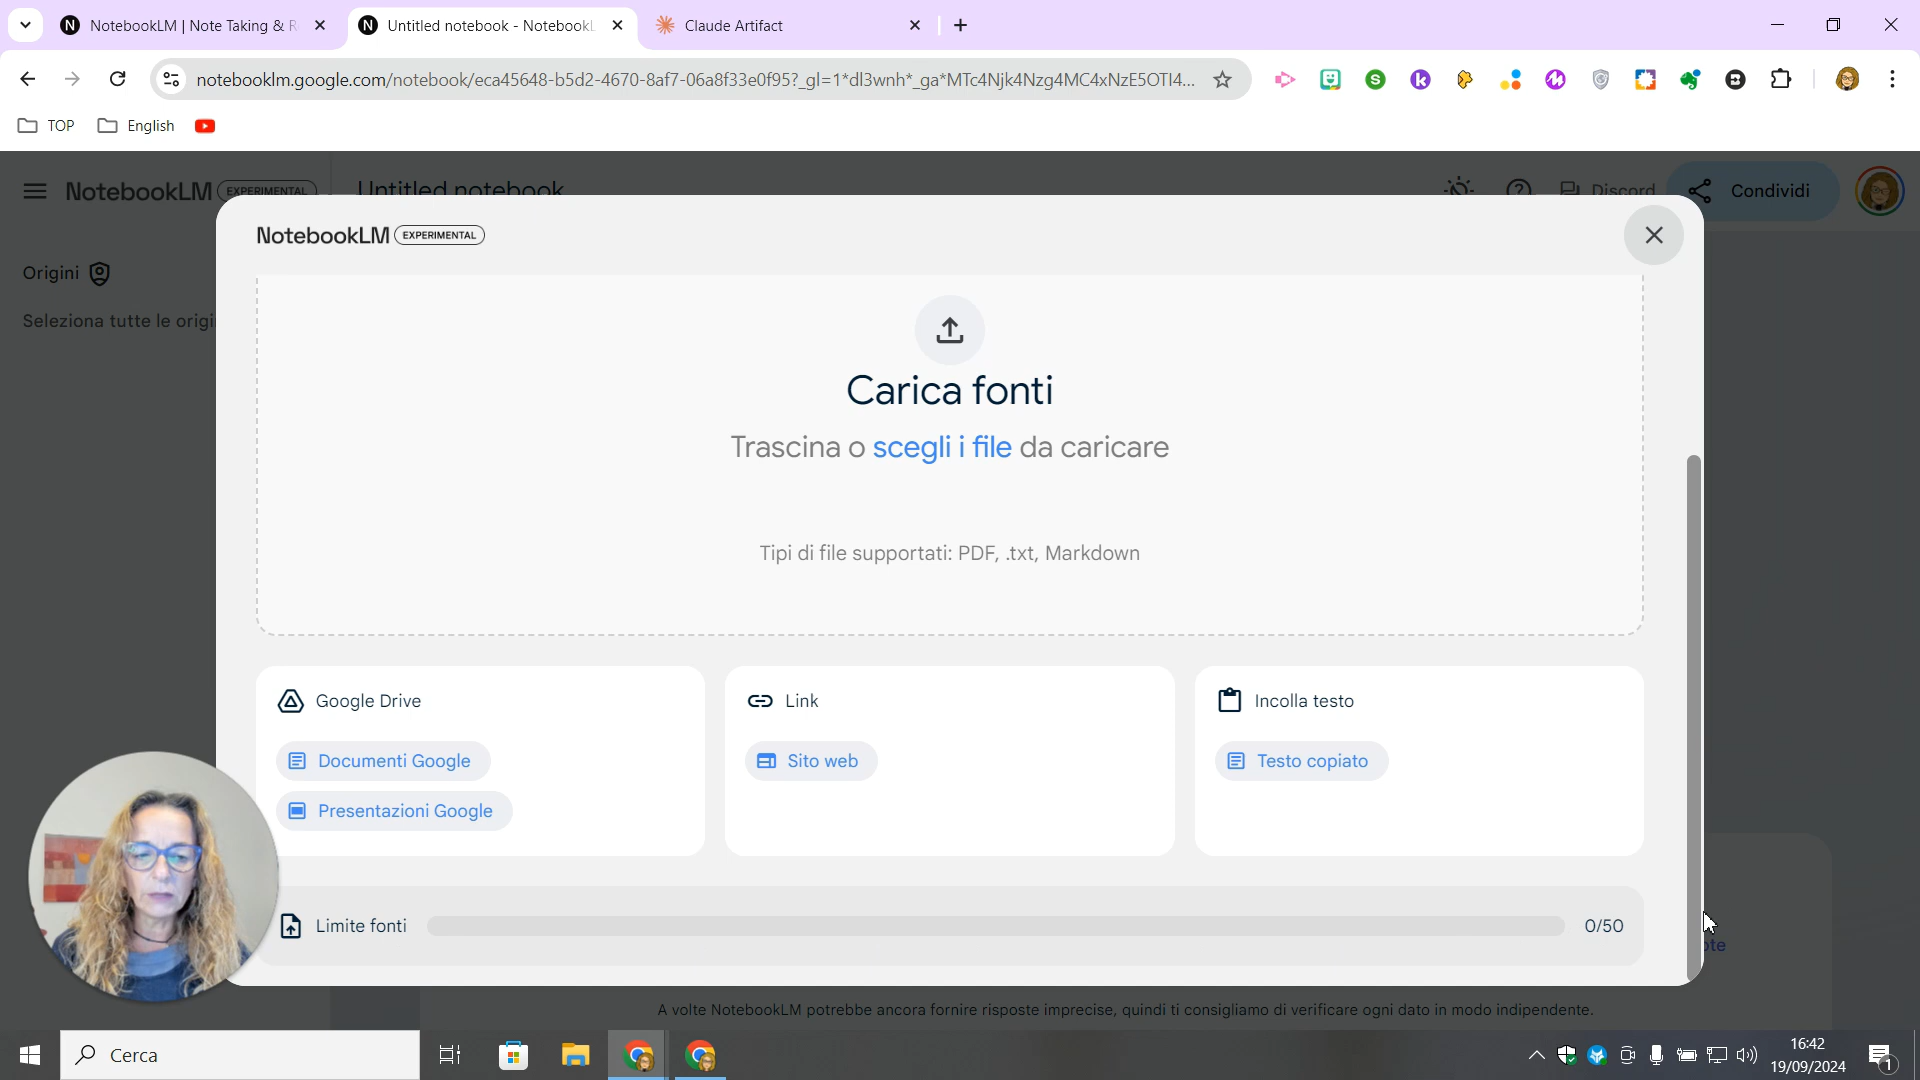 NotebookLM | Note Taking & R
Untitled notebook - NotebookL
Claude Artifact
notebooklm.google.com/notebook/eca45648-b5d2-4670-8af7-06a8f33e0f95?_gl=1*dl3wnh*_ga*MTc4Njk4Nzg4MC4xNzE5OTI4...
TOP
English
NotebookLM EXPERIMENTAL
Untitled notebook
Discord
Condividi
NotebookLM EXPERIMENTAL
Origini
Seleziona tutte le origi
Carica fonti
Trascina o scegli i file da caricare
Tipi di file supportati: PDF, .txt, Markdown
Google Drive
Documenti Google
Presentazioni Google
Link
Sito web
Incolla testo
Testo copiato
Limite fonti
0/50
ote
A volte NotebookLM potrebbe ancora fornire risposte imprecise, quindi ti consigliamo di verificare ogni dato in modo indipendente.
Cerca
16:42
19/09/2024
1